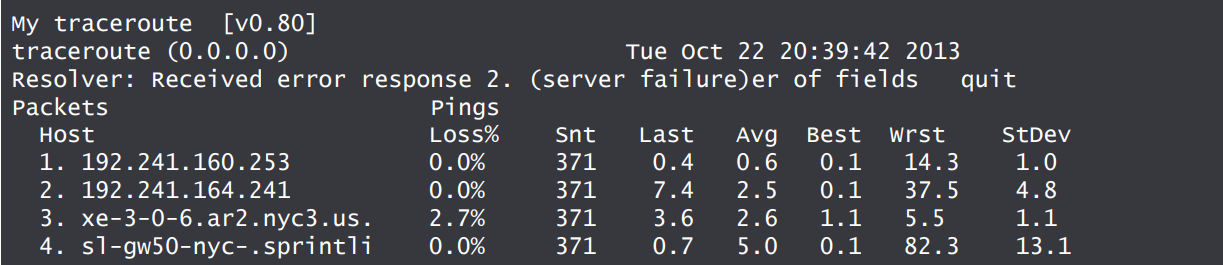 My traceroute  [v0.80]
traceroute (0.0.0.0)                        Tue Oct 22 20:39:42 2013
Resolver: Received error response 2. (server failure)er of fields   quit
Packets                       Pings
  Host                        Loss%    Snt   Last   Avg  Best  Wrst    StDev
  1. 192.241.160.253          0.0%     371    0.4   0.6   0.1   14.3    1.0
  2. 192.241.164.241          0.0%     371    7.4   2.5   0.1   37.5    4.8
  3. xe-3-0-6.ar2.nyc3.us.    2.7%     371    3.6   2.6   1.1   5.5     1.1
  4. sl-gw50-nyc-.sprintli    0.0%     371    0.7   5.0   0.1   82.3    13.1